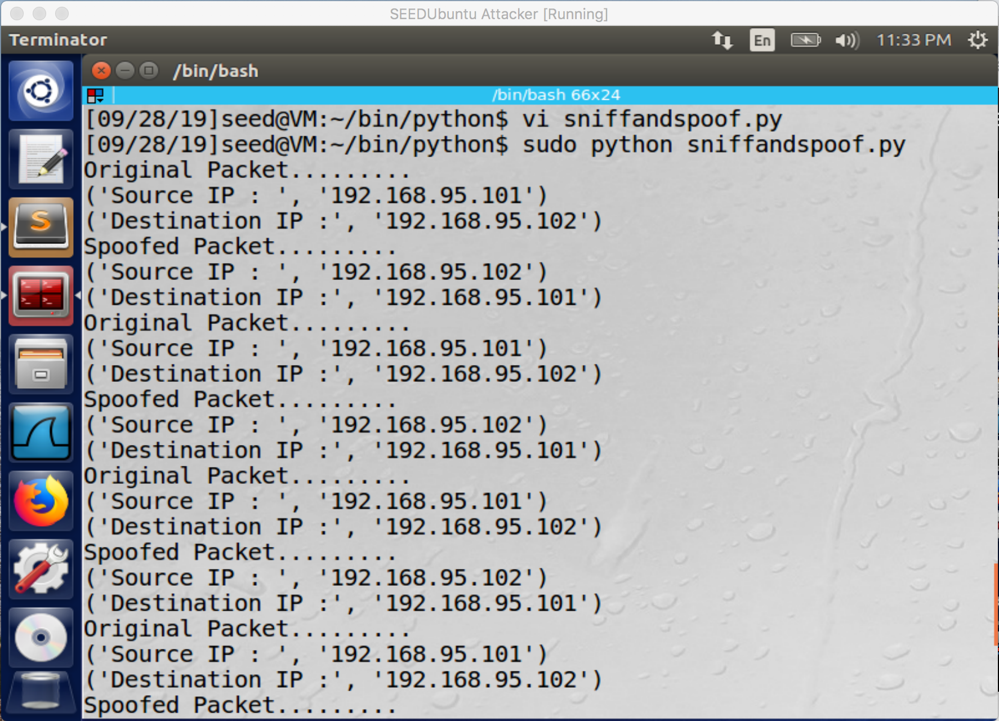 SEEDUbuntu Attacker [Running]
Terminator En 11:33 PM
/bin/bash
/bin/bash 66x24
[09/28/19]seed@VM:~/bin/python$ vi sniffandspoof.py
[09/28/19]seed@VM:~/bin/python$ sudo python sniffandspoof.py
Original Packet.........
('Source IP : ', '192.168.95.101')
('Destination IP :', '192.168.95.102')
Spoofed Packet.........
('Source IP : ', '192.168.95.102')
('Destination IP :', '192.168.95.101')
Original Packet.........
('Source IP : ', '192.168.95.101')
('Destination IP :', '192.168.95.102')
Spoofed Packet.........
('Source IP : ', '192.168.95.102')
('Destination IP :', '192.168.95.101')
Original Packet.........
('Source IP : ', '192.168.95.101')
('Destination IP :', '192.168.95.102')
Spoofed Packet.........
('Source IP : ', '192.168.95.102')
('Destination IP :', '192.168.95.101')
Original Packet.........
('Source IP : ', '192.168.95.101')
('Destination IP :', '192.168.95.102')
Spoofed Packet.........